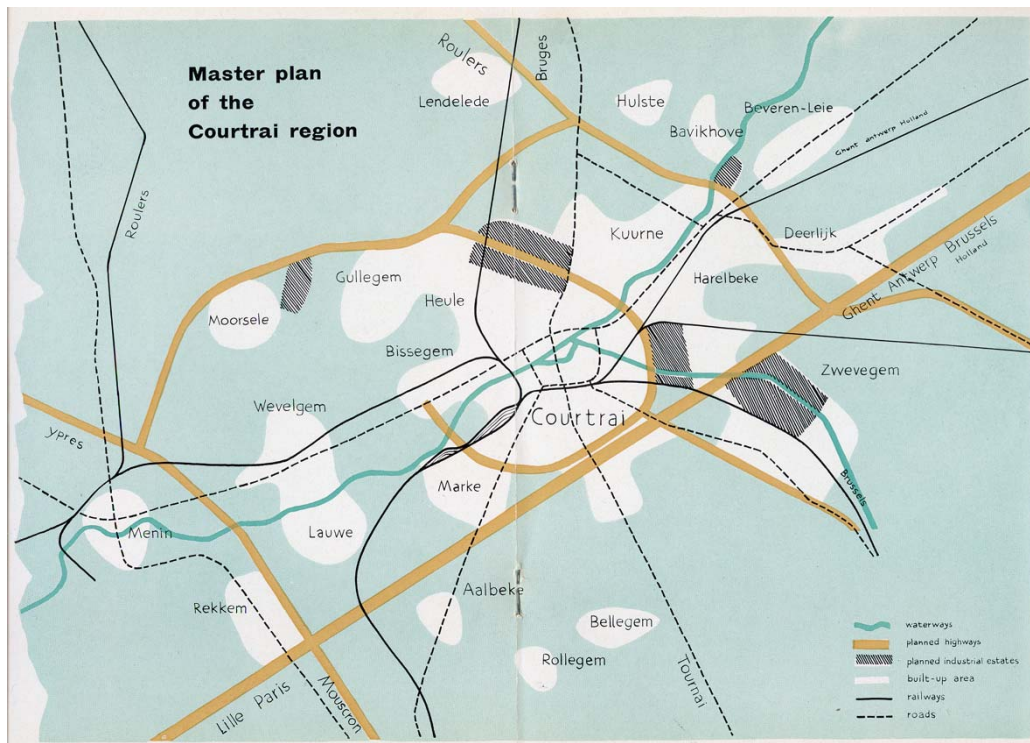 Master plan
of the
Courtrai region
Roulers
Lendelede
Bruges
Hulste
Beveren-Leie
Bavikhove
Ghent antwerp Holland
Roulers
Kuurne
Deerlijk
Gullegem
Harelbeke
Ghent Antwerp Brussels
Holland
Heule
Moorsele
Bissegem
Zwevegem
Wevelgem
Courtrai
Ypres
Marke
Brussels
Menin
Lauwe
Aalbeke
Rekkem
Bellegem
Rollegem
Tournai
Lille Paris
Mouscron
waterways
planned highways
planned industrial estates
built-up area
railways
roads